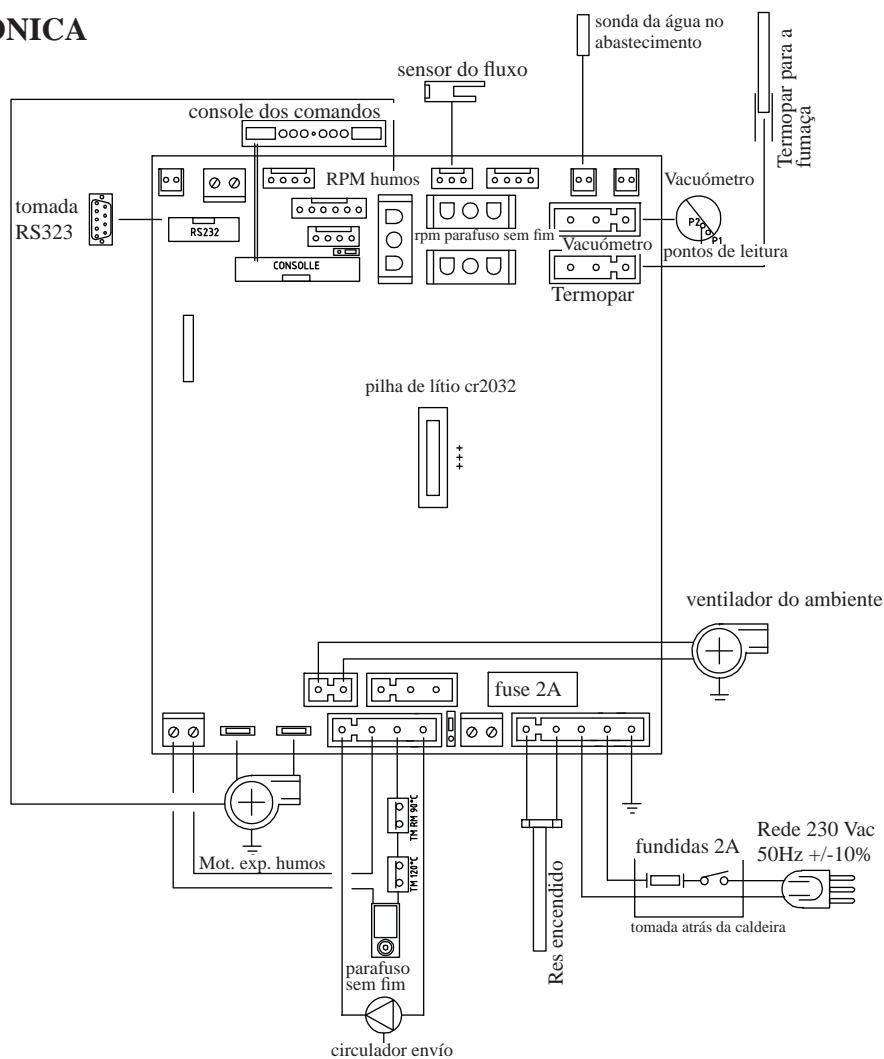 ONICA
sonda da água no
abastecimento
sensor do fluxo
console dos comandos
Termopar para a
fumaça
RPM humos
Vacuómetro
tomada
RS323
RS232
rpm parafuso sem fim
Vacuómetro
P2
P1
pontos de leitura
CONSOLLE
Termopar
pilha de lítio cr2032
+++
ventilador do ambiente
fuse 2A
TM RM 90°C
TM 120°C
Mot. exp. humos
fundidas 2A
Rede 230 Vac
50Hz +/-10%
tomada atrás da caldeira
Res encendido
parafuso
sem fim
circulador envío